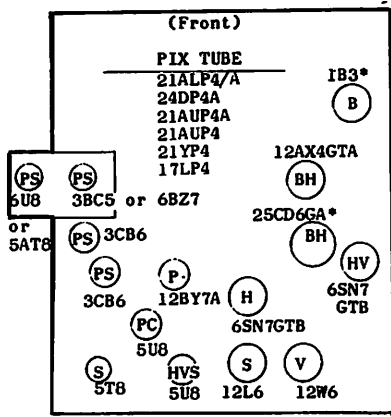 (Front)
PIX TUBE
21ALP4/A
24DP4A
21AUP4A
21AUP4
21YP4
17LP4
IB3*
B
12AX4GTA
BH
25CD6GA*
BH
HV
6SN7
GTB
PS
PS
6U8
3BC5 or 6BZ7
or
5AT8
PS
3CB6
PS
3CB6
P.
12BY7A
H
6SN7GTB
PC
5U8
S
5T8
HVS
5U8
S
12L6
V
12W6